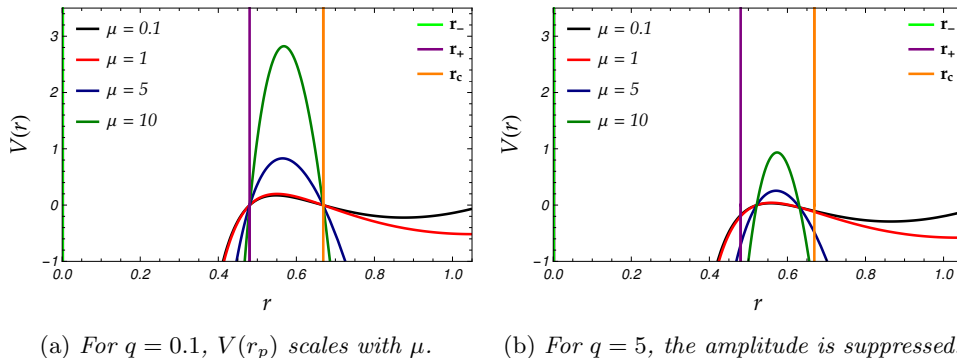 V(r)
3
2
1
0
−1
μ = 0.1
μ = 1
μ = 5
μ = 10
r₋
r₊
r_c
0.0 0.2 0.4 0.6 0.8 1.0
r
(a) For q = 0.1, V(r_p) scales with μ.
V(r)
3
2
1
0
−1
μ = 0.1
μ = 1
μ = 5
μ = 10
r₋
r₊
r_c
0.0 0.2 0.4 0.6 0.8 1.0
r
(b) For q = 5, the amplitude is suppressed